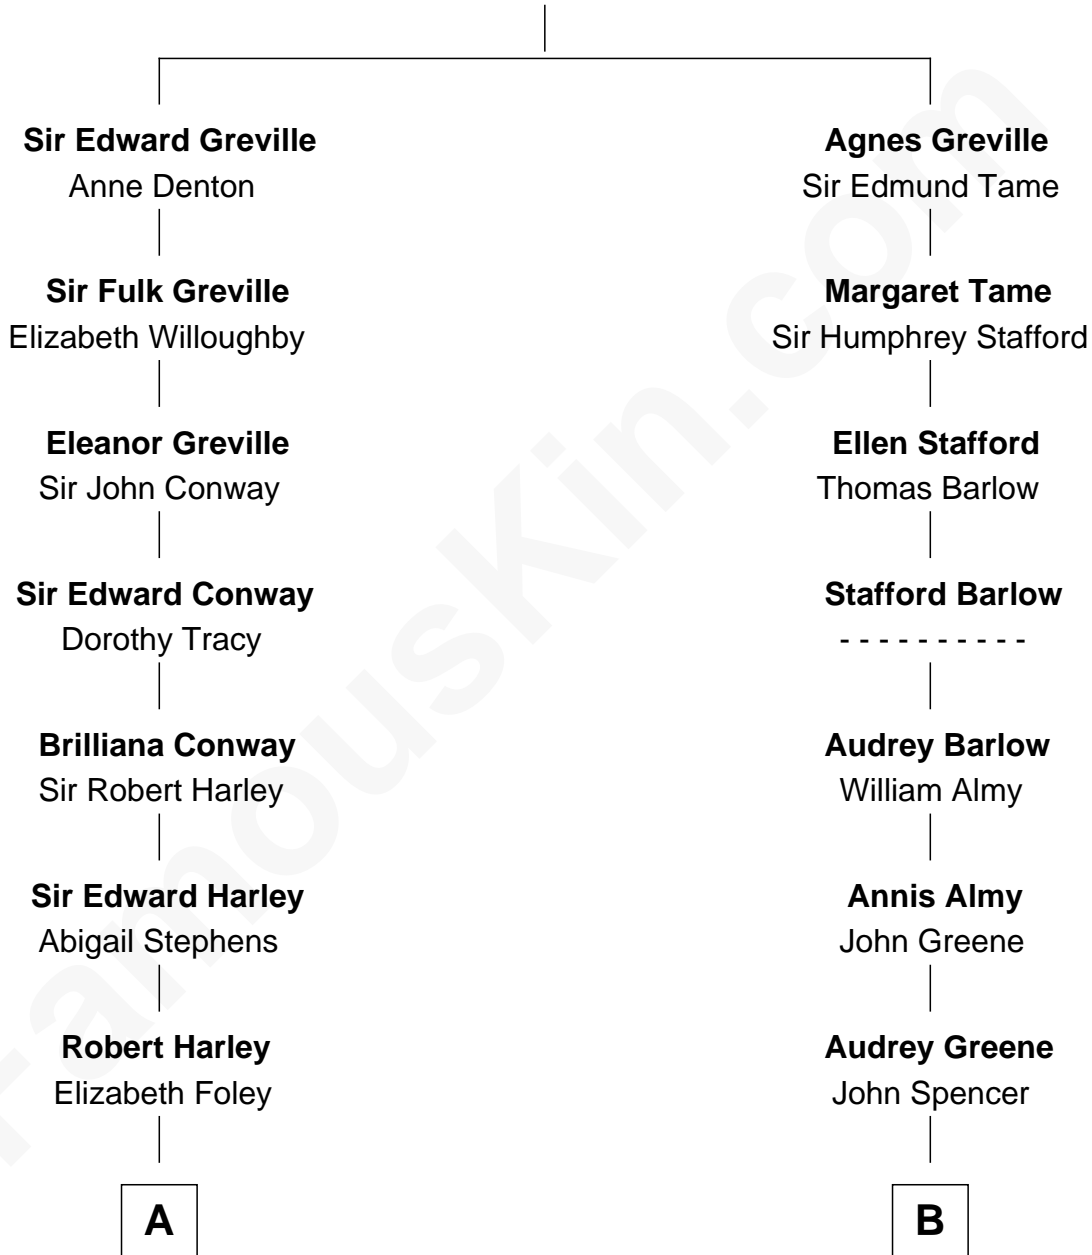 Sir Edward Greville
Anne Denton
Sir Fulk Greville
Elizabeth Willoughby
Eleanor Greville
Sir John Conway
Sir Edward Conway
Dorothy Tracy
Brilliana Conway
Sir Robert Harley
Sir Edward Harley
Abigail Stephens
Robert Harley
Elizabeth Foley
A
Agnes Greville
Sir Edmund Tame
Margaret Tame
Sir Humphrey Stafford
Ellen Stafford
Thomas Barlow
Stafford Barlow
- - - - - - - - - -
Audrey Barlow
William Almy
Annis Almy
John Greene
Audrey Greene
John Spencer
B
FamousKin.com